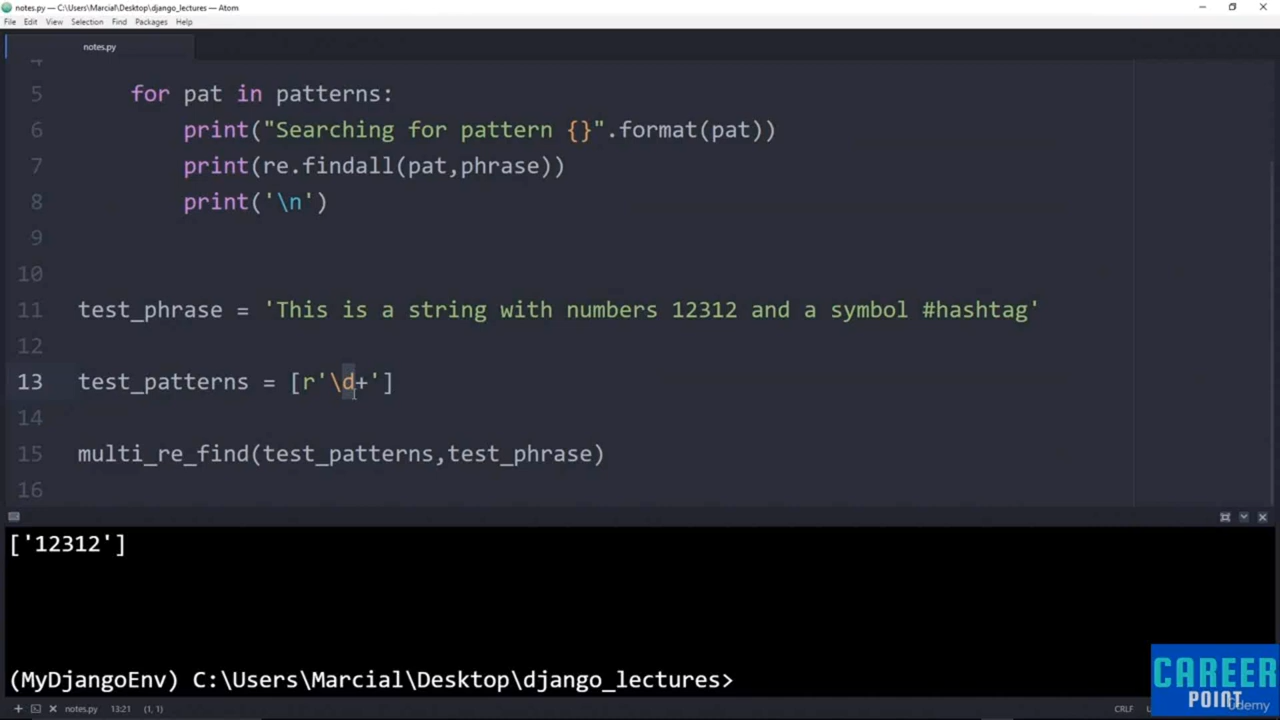 notes.py — C:\Users\Marcial\Desktop\django_lectures — Atom
File Edit View Selection Find Packages Help
notes.py
4
5 for pat in patterns:
6 print("Searching for pattern {}".format(pat))
7 print(re.findall(pat,phrase))
8 print('\n')
9
10
11 test_phrase = 'This is a string with numbers 12312 and a symbol #hashtag'
12
13 test_patterns = [r'\d+']
14
15 multi_re_find(test_patterns,test_phrase)
16
['12312']
(MyDjangoEnv) C:\Users\Marcial\Desktop\django_lectures>
CAREER
POINT
udemy
notes.py 13:21 (1, 1) CRLF